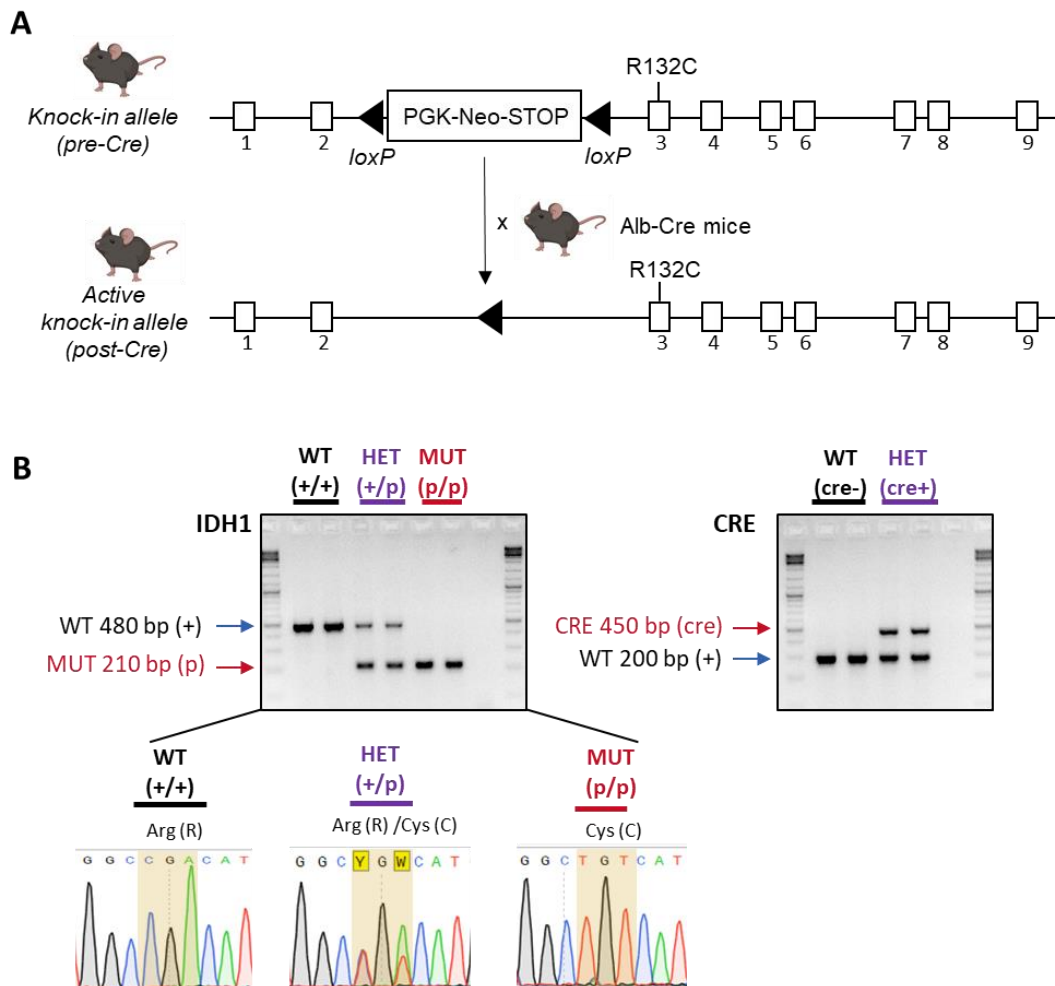 A
Knock-in allele
(pre-Cre)
R132C
PGK-Neo-STOP
1 2 3 4 5 6 7 8 9
loxP loxP
x Alb-Cre mice
Active
knock-in allele
(post-Cre)
R132C
1 2 3 4 5 6 7 8 9
B
WT HET MUT
(+/+) (+/p) (p/p)
IDH1
WT 480 bp (+)
MUT 210 bp (p)
WT HET
(cre-) (cre+)
CRE
CRE 450 bp (cre)
WT 200 bp (+)
WT
(+/+)
Arg (R)
G G C C G A C A T
HET
(+/p)
Arg (R) /Cys (C)
G G C Y G W C A T
MUT
(p/p)
Cys (C)
G G C T G T C A T